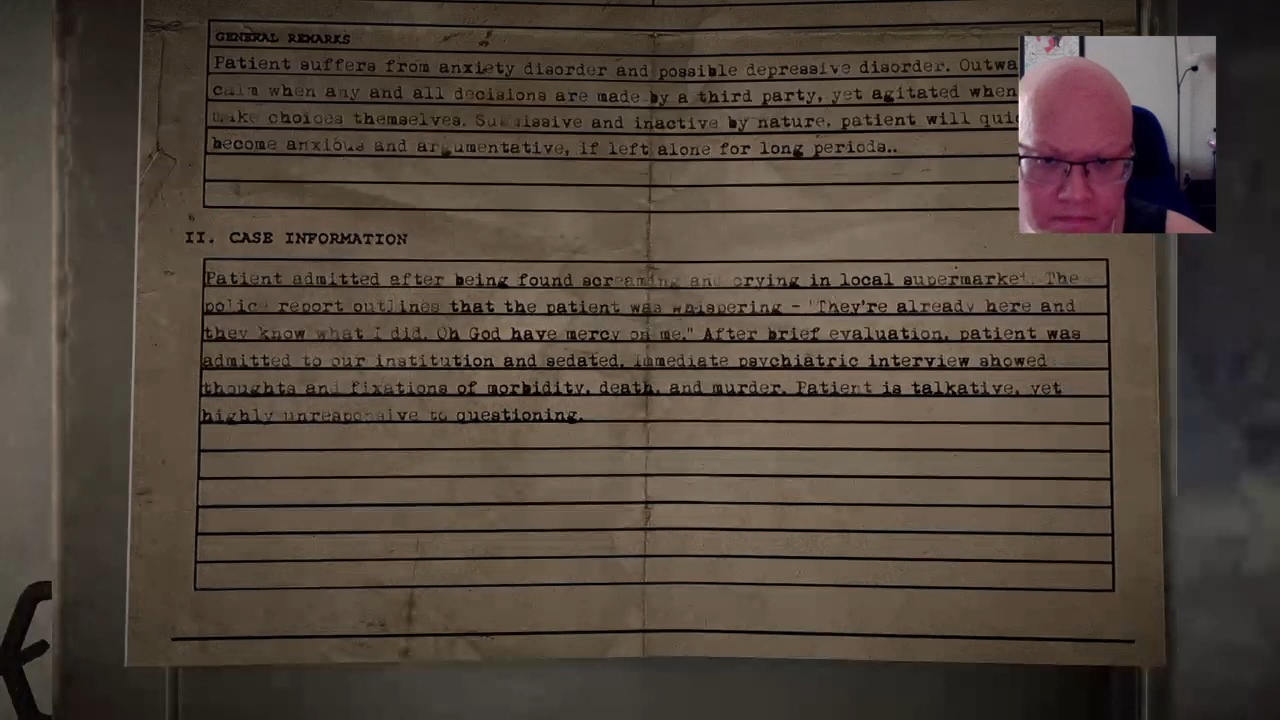 GENERAL REMARKS
Patient suffers from anxiety disorder and possible depressive disorder. Outwa
calm when any and all decisions are made by a third party, yet agitated when
make choices themselves. Submissive and inactive by nature, patient will quic
become anxious and argumentative, if left alone for long periods..
II. CASE INFORMATION
Patient admitted after being found screaming and crying in local supermarket. The
police report outlines that the patient was whispering - "They're already here and
they know what I did. Oh God have mercy on me." After brief evaluation, patient was
admitted to our institution and sedated. Immediate psychiatric interview showed
thoughts and fixations of morbidity, death, and murder. Patient is talkative, yet
highly unresponsive to questioning.